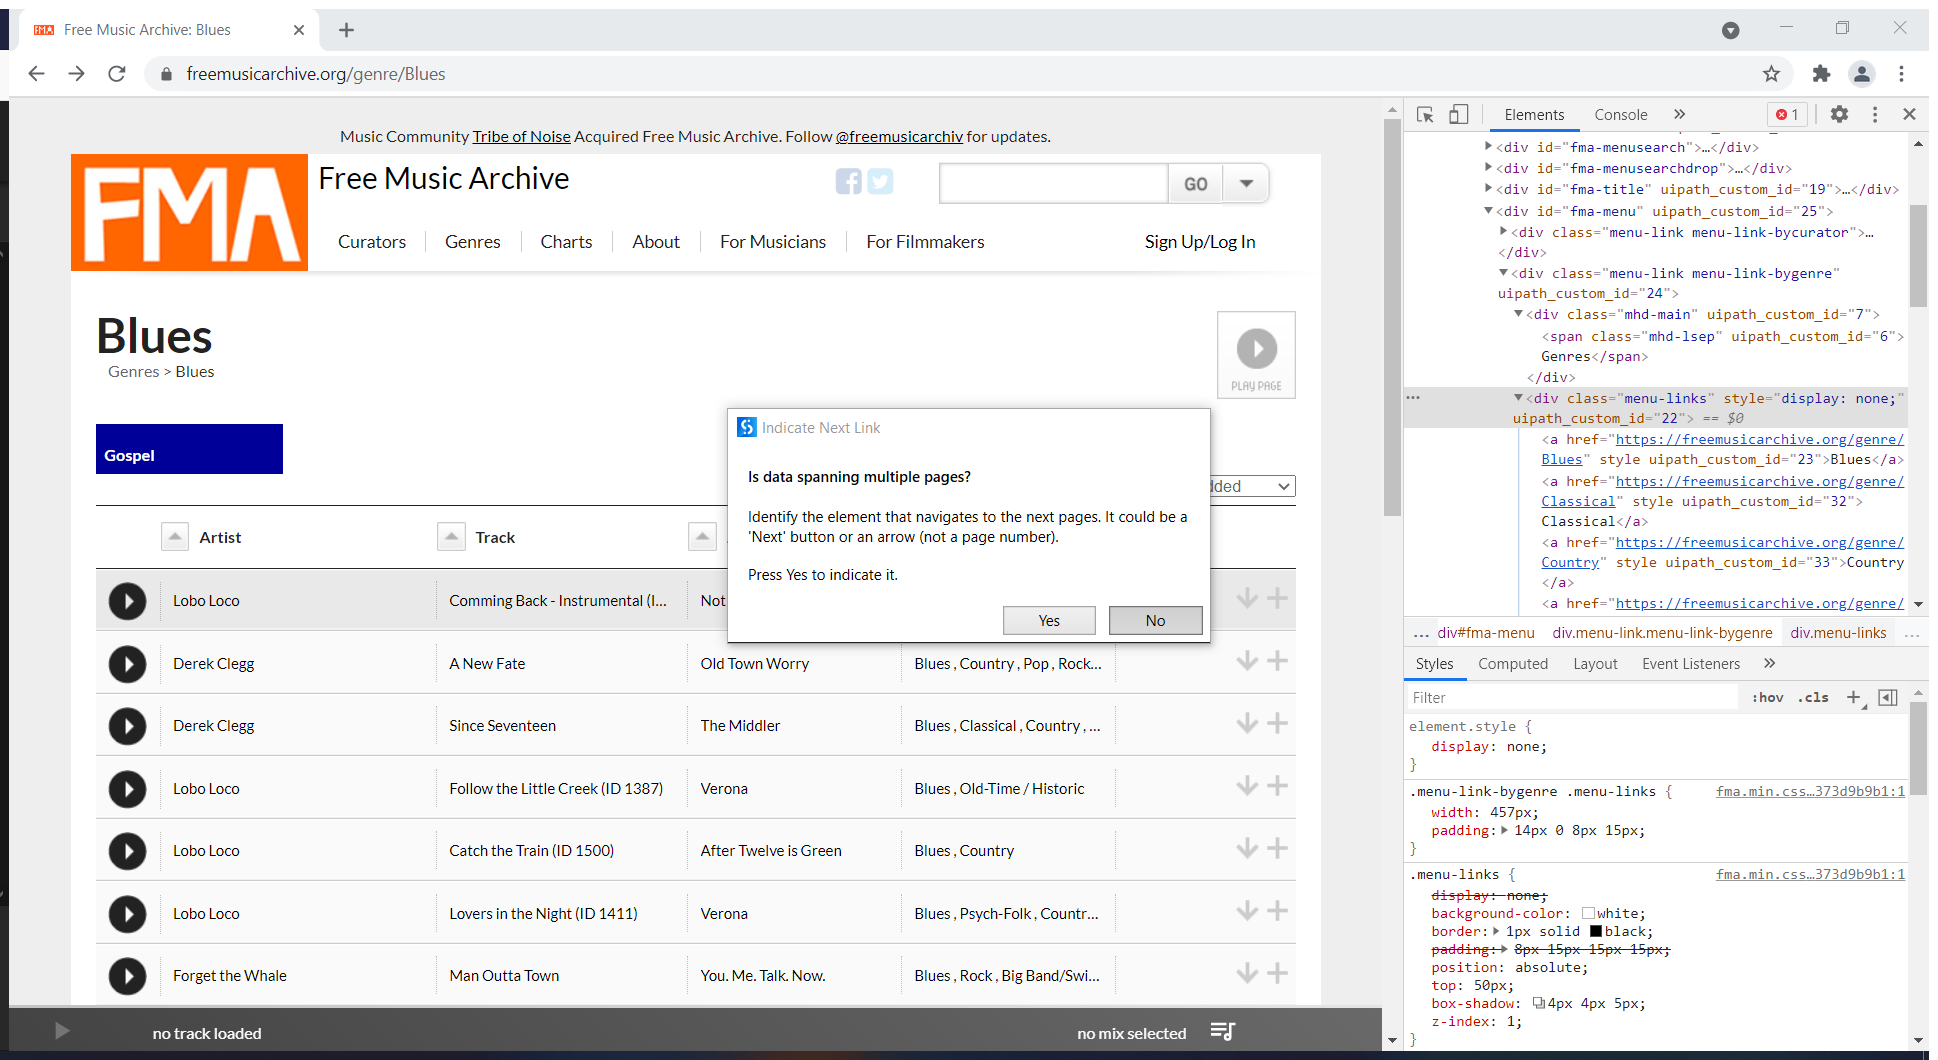 FMA Free Music Archive: Blues
freemusicarchive.org/genre/Blues
Music Community Tribe of Noise Acquired Free Music Archive. Follow @freemusicarchiv for updates.
FMA
Free Music Archive
GO
Curators Genres Charts About For Musicians For Filmmakers Sign Up/Log In
Blues
Genres > Blues
PLAY PAGE
Gospel
Artist Track
Lobo Loco Comming Back - Instrumental (I... Not
Derek Clegg A New Fate Old Town Worry Blues , Country , Pop , Rock...
Derek Clegg Since Seventeen The Middler Blues , Classical , Country , ...
Lobo Loco Follow the Little Creek (ID 1387) Verona Blues , Old-Time / Historic
Lobo Loco Catch the Train (ID 1500) After Twelve is Green Blues , Country
Lobo Loco Lovers in the Night (ID 1411) Verona Blues , Psych-Folk , Countr...
Forget the Whale Man Outta Town You. Me. Talk. Now. Blues , Rock , Big Band/Swi...
no track loaded no mix selected
Indicate Next Link
Is data spanning multiple pages?
Identify the element that navigates to the next pages. It could be a
'Next' button or an arrow (not a page number).
Press Yes to indicate it.
Yes No
Elements Console 1
<div id="fma-menusearch">…</div>
<div id="fma-menusearchdrop">…</div>
<div id="fma-title" uipath_custom_id="19">…</div>
<div id="fma-menu" uipath_custom_id="25">
<div class="menu-link menu-link-bycurator">…
</div>
<div class="menu-link menu-link-bygenre"
uipath_custom_id="24">
<div class="mhd-main" uipath_custom_id="7">
<span class="mhd-lsep" uipath_custom_id="6">
Genres</span>
</div>
<div class="menu-links" style="display: none;"
uipath_custom_id="22"> == $0
<a href="https://freemusicarchive.org/genre/
Blues" style uipath_custom_id="23">Blues</a>
<a href="https://freemusicarchive.org/genre/
Classical" style uipath_custom_id="32">
Classical</a>
<a href="https://freemusicarchive.org/genre/
Country" style uipath_custom_id="33">Country
</a>
<a href="https://freemusicarchive.org/genre/
... div#fma-menu div.menu-link.menu-link-bygenre div.menu-links ...
Styles Computed Layout Event Listeners
Filter :hov .cls
element.style {
display: none;
}
.menu-link-bygenre .menu-links { fma.min.css…373d9b9b1:1
width: 457px;
padding: 14px 0 8px 15px;
}
.menu-links { fma.min.css…373d9b9b1:1
display: none;
background-color: white;
border: 1px solid black;
padding: 8px 15px 15px 15px;
position: absolute;
top: 50px;
box-shadow: 4px 4px 5px;
z-index: 1;
}